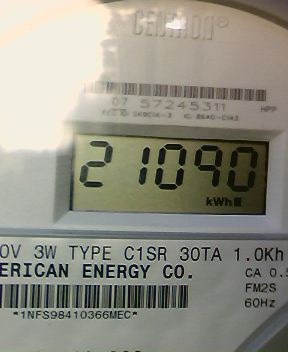 CENTRON®
07 57245311 HPP
21090
kWh
0V 3W TYPE C1SR 30TA 1.0Kh
ERICAN ENERGY CO.
CA 0.5
FM2S
60Hz
*1NFS98410366MEC*